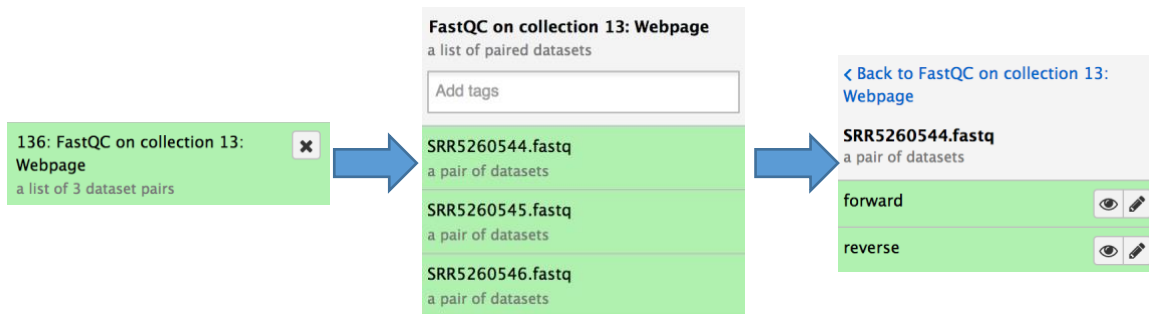 136: FastQC on collection 13:
Webpage
a list of 3 dataset pairs
FastQC on collection 13: Webpage
a list of paired datasets
Add tags
SRR5260544.fastq
a pair of datasets
SRR5260545.fastq
a pair of datasets
SRR5260546.fastq
a pair of datasets
Back to FastQC on collection 13:
Webpage
SRR5260544.fastq
a pair of datasets
forward
reverse